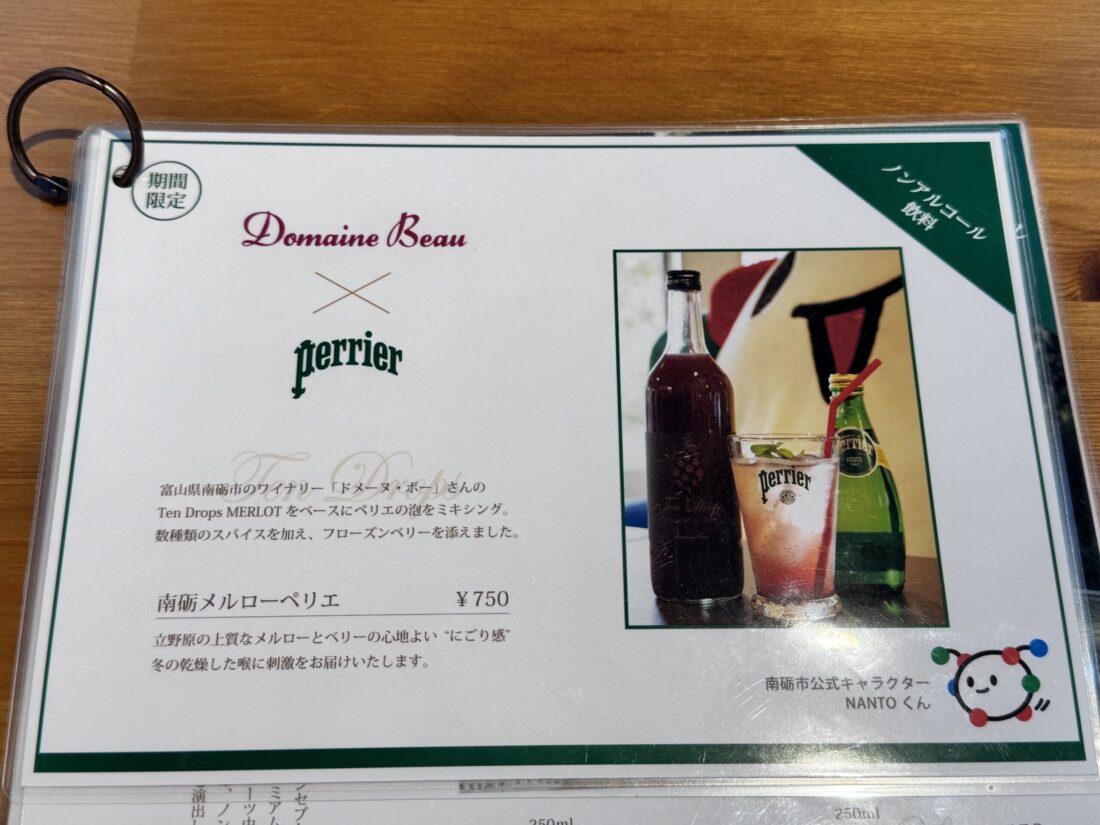 期間
限定
Domaine Beau
perrier
ノンアルコール
飲料
Ten Drops
富山県南砺市のワイナリー「ドメーヌ・ボー」さんの
Ten Drops MERLOT をベースにペリエの泡をミキシング。
数種類のスパイスを加え、フローズンベリーを添えました。
南砺メルローペリエ ¥750
立野原の上質なメルローとベリーの心地よい “にごり感”
冬の乾燥した喉に刺激をお届けいたします。
Ten Drops
perrier
perrier
南砺市公式キャラクター
NANTO くん
250ml
250ml